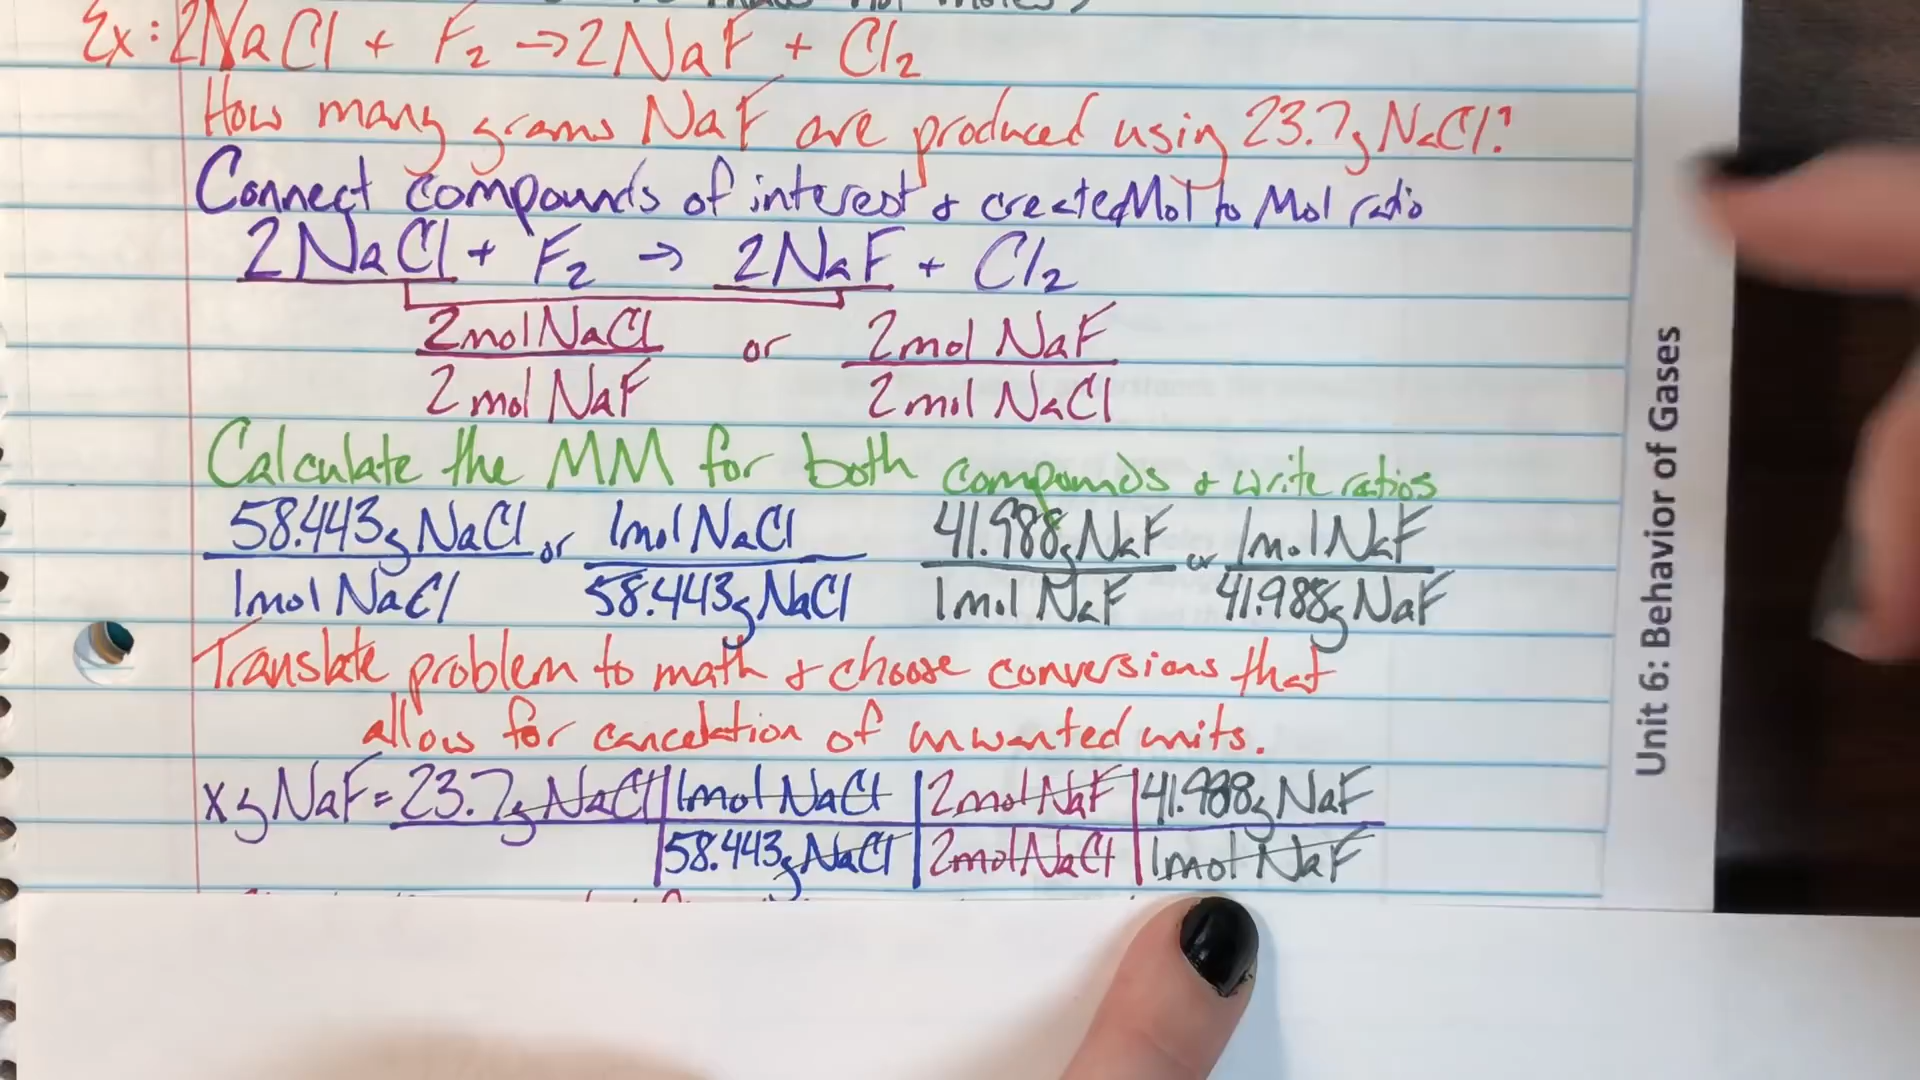 Ex: 2NaCl + F₂ → 2NaF + Cl₂
How many grams NaF are produced using 23.7g NaCl?
Connect compounds of interest & create Mol to Mol ratio
2NaCl + F₂ → 2NaF + Cl₂
2mol NaCl or 2mol NaF
2mol NaF 2mol NaCl
Calculate the MM for both compounds & write ratios
58.443g NaCl or 1mol NaCl 41.988g NaF or 1mol NaF
1mol NaCl 58.443g NaCl 1mol NaF 41.988g NaF
Translate problem to math & choose conversions that
allow for cancelation of unwanted units.
x g NaF = 23.7g NaCl | 1mol NaCl | 2mol NaF | 41.988g NaF
58.443g NaCl | 2mol NaCl | 1mol NaF
Unit 6: Behavior of Gases